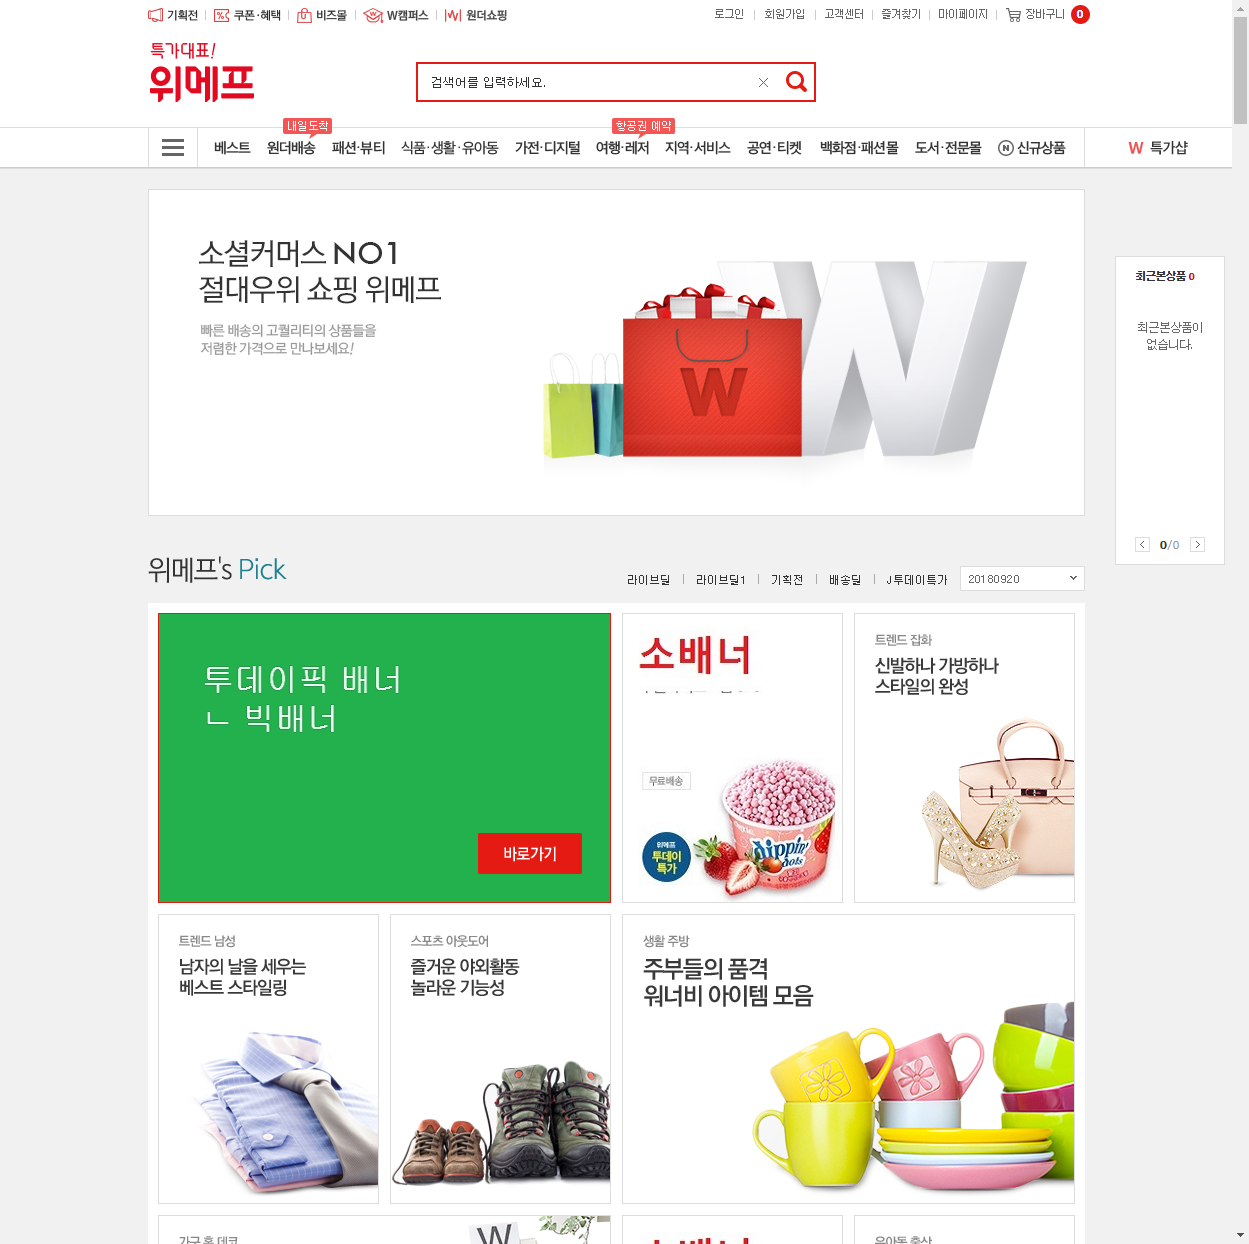 기획전 쿠폰·혜택 비즈몰 W캠퍼스 원더쇼핑
로그인 회원가입 고객센터 즐겨찾기 마이페이지 장바구니 0
특가대표!
위메프
검색어를 입력하세요.
내일도착 항공권 예약
베스트 원더배송 패션·뷰티 식품·생활·유아동 가전·디지털 여행·레저 지역·서비스 공연·티켓 백화점·패션몰 도서·전문몰 N 신규상품 W 특가샵
소셜커머스 NO1
절대우위 쇼핑 위메프
빠른 배송의 고퀄리티의 상품들을
저렴한 가격으로 만나보세요!
W
W
최근본상품 0
최근본상품이
없습니다.
0/0
위메프's Pick
라이브딜 라이브딜1 기획전 배송딜 J투데이특가 20180920
투데이픽 배너
ㄴ 빅배너
바로가기
소배너
무료배송
위메프
투데이
특가
Dippin'
Dots
트렌드 잡화
신발하나 가방하나
스타일의 완성
트렌드 남성
남자의 날을 세우는
베스트 스타일링
스포츠 아웃도어
즐거운 야외활동
놀라운 기능성
생활 주방
주부들의 품격
워너비 아이템 모음
가구 홈 데코
W
소배너
유아동 출산